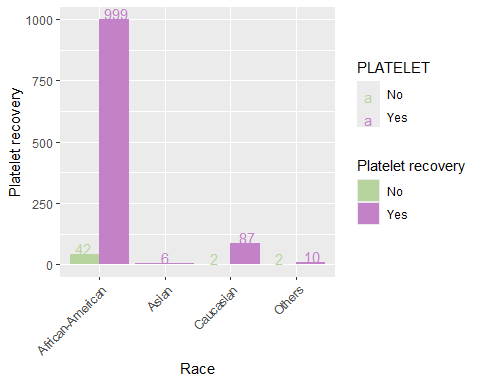 Platelet recovery
1000
750
500
250
0
999
42
6
2
87
2
10
African-American
Asian
Caucasian
Others
Race
PLATELET
a No
a Yes
Platelet recovery
No
Yes